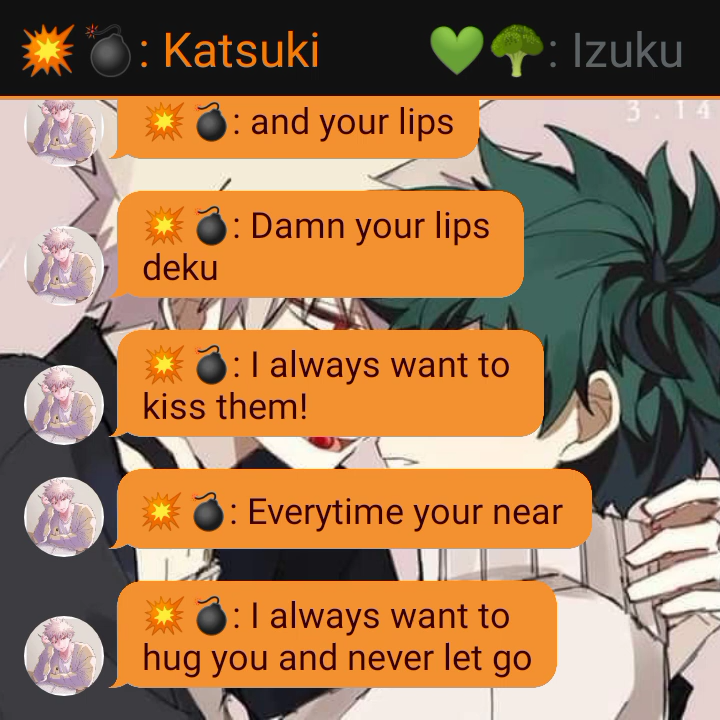 💥💣: Katsuki 💚🥦: Izuku
3.14
💥💣: and your lips
💥💣: Damn your lips
deku
💥💣: I always want to
kiss them!
💥💣: Everytime your near
💥💣: I always want to
hug you and never let go